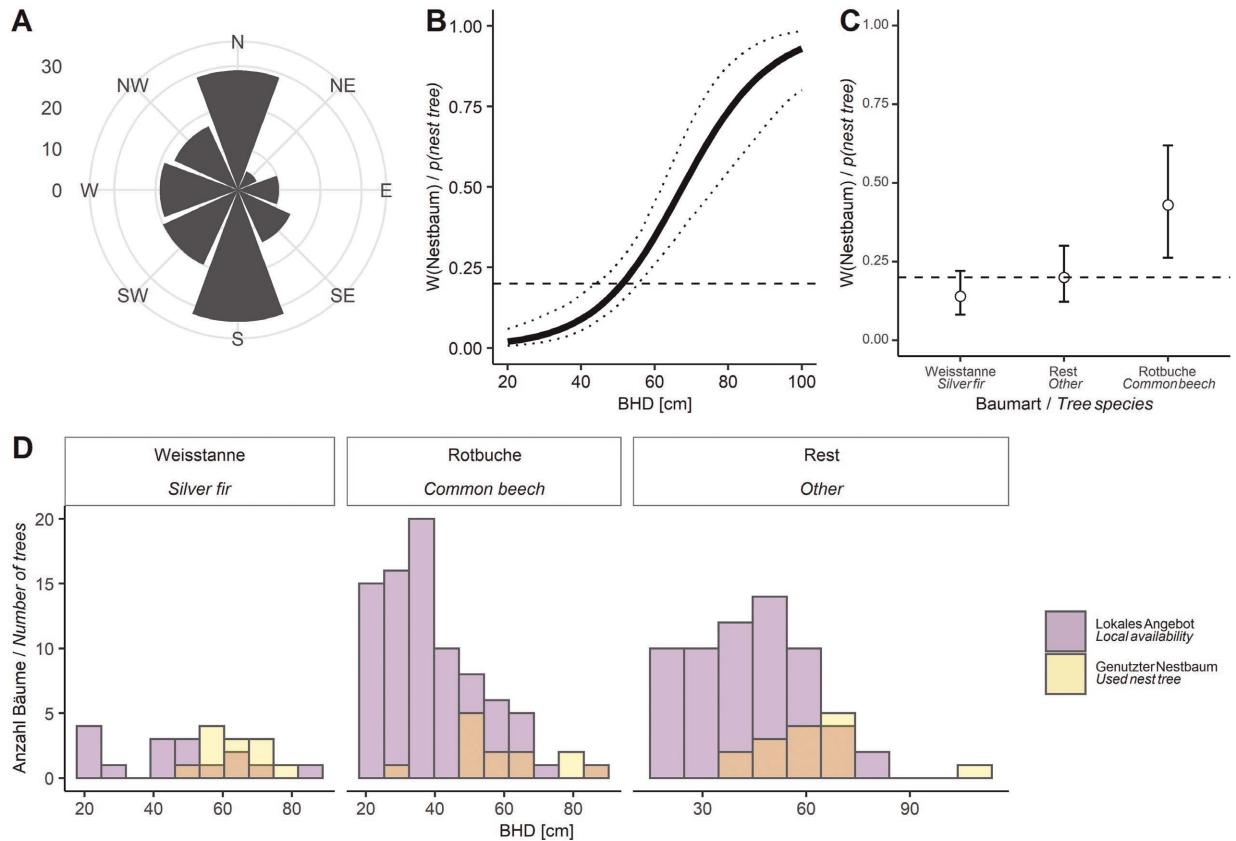 A
N
NE
E
SE
S
SW
W
NW
30
20
10
0
B
W(Nestbaum) / p(nest tree)
1.00
0.75
0.50
0.25
0.00
20 40 60 80 100
BHD [cm]
C
W(Nestbaum) / p(nest tree)
1.00
0.75
0.50
0.25
0.00
Weisstanne
Silver fir
Rest
Other
Rotbuche
Common beech
Baumart / Tree species
D
Weisstanne
Silver fir
Rotbuche
Common beech
Rest
Other
Anzahl Bäume / Number of trees
20
15
10
5
0
20 40 60 80
20 40 60 80
30 60 90
BHD [cm]
Lokales Angebot
Local availability
Genutzter Nestbaum
Used nest tree